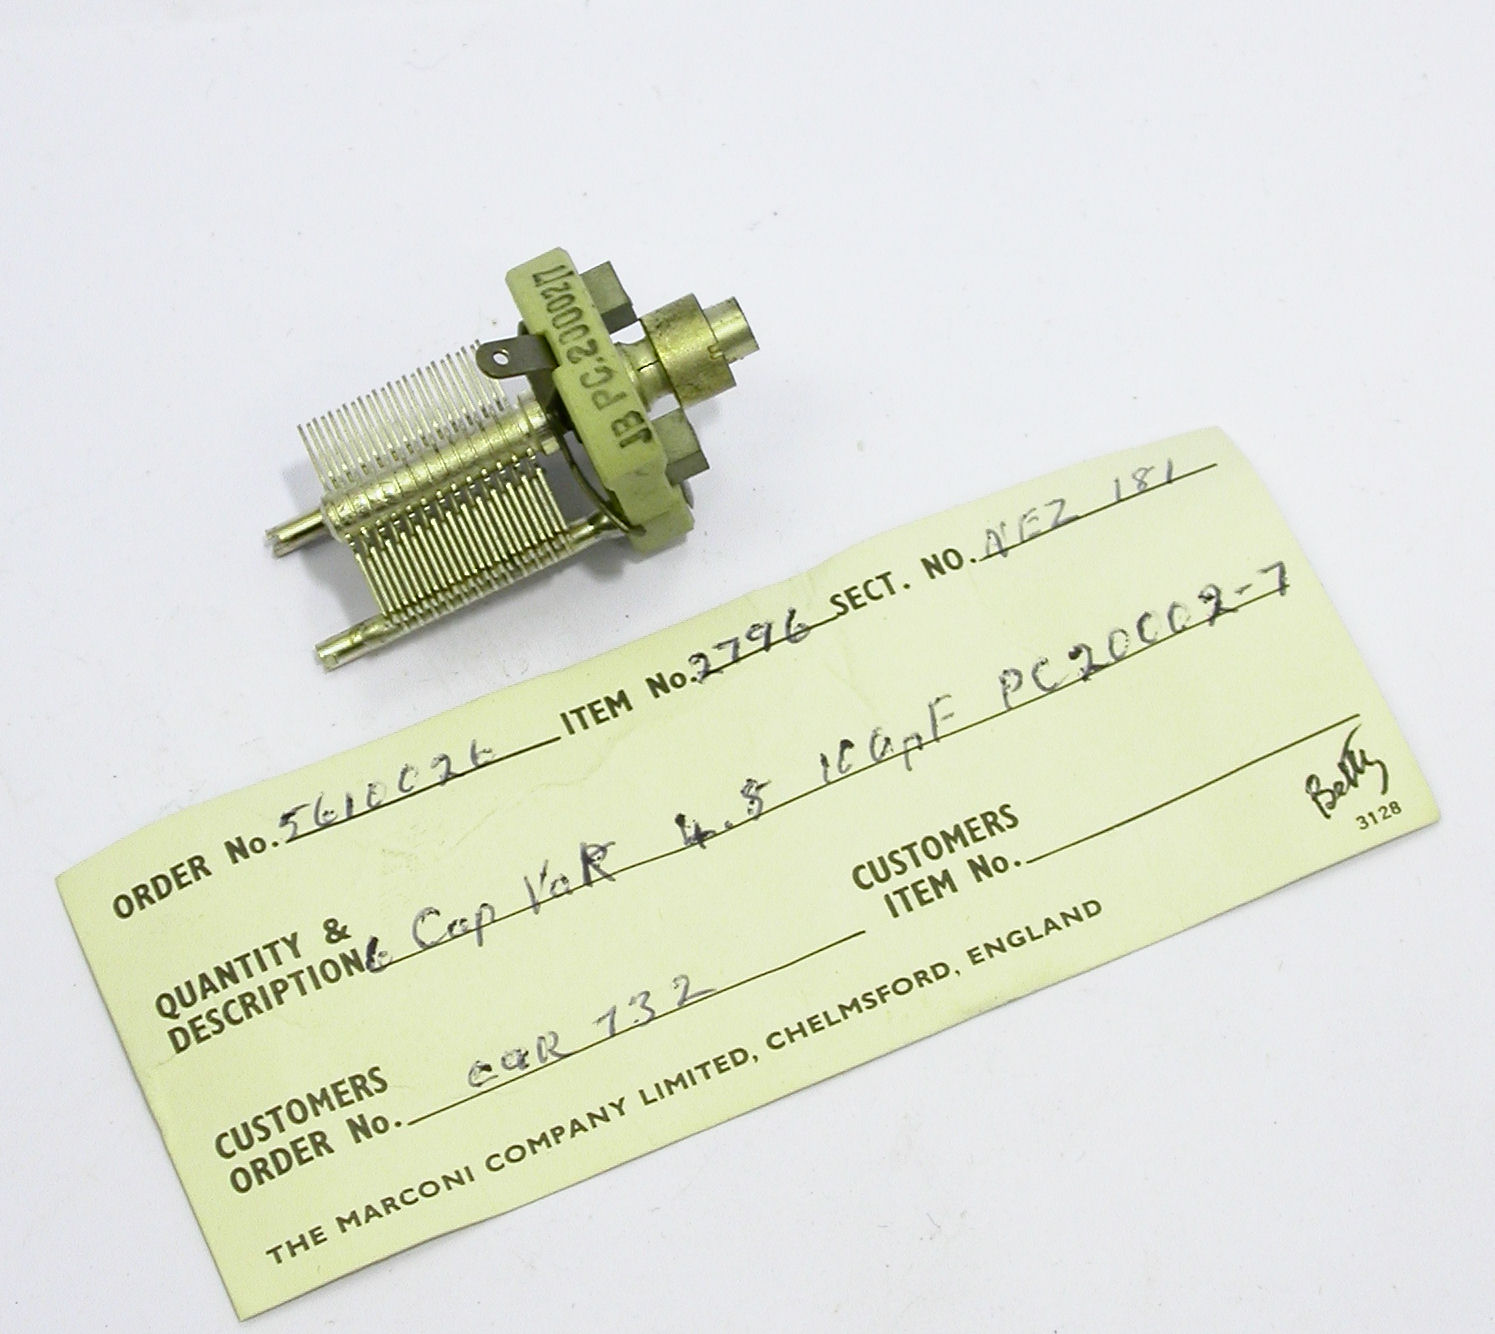 JB PC.20002/7
ORDER No. 5610026 ITEM No. 2796 SECT. NO. NEZ 181
QUANTITY &
DESCRIPTION 6 Cap VaR 4.5 100pF PC20002-7
CUSTOMERS
ORDER No. eaR 732
CUSTOMERS
ITEM No.
Betty
3128
THE MARCONI COMPANY LIMITED, CHELMSFORD, ENGLAND